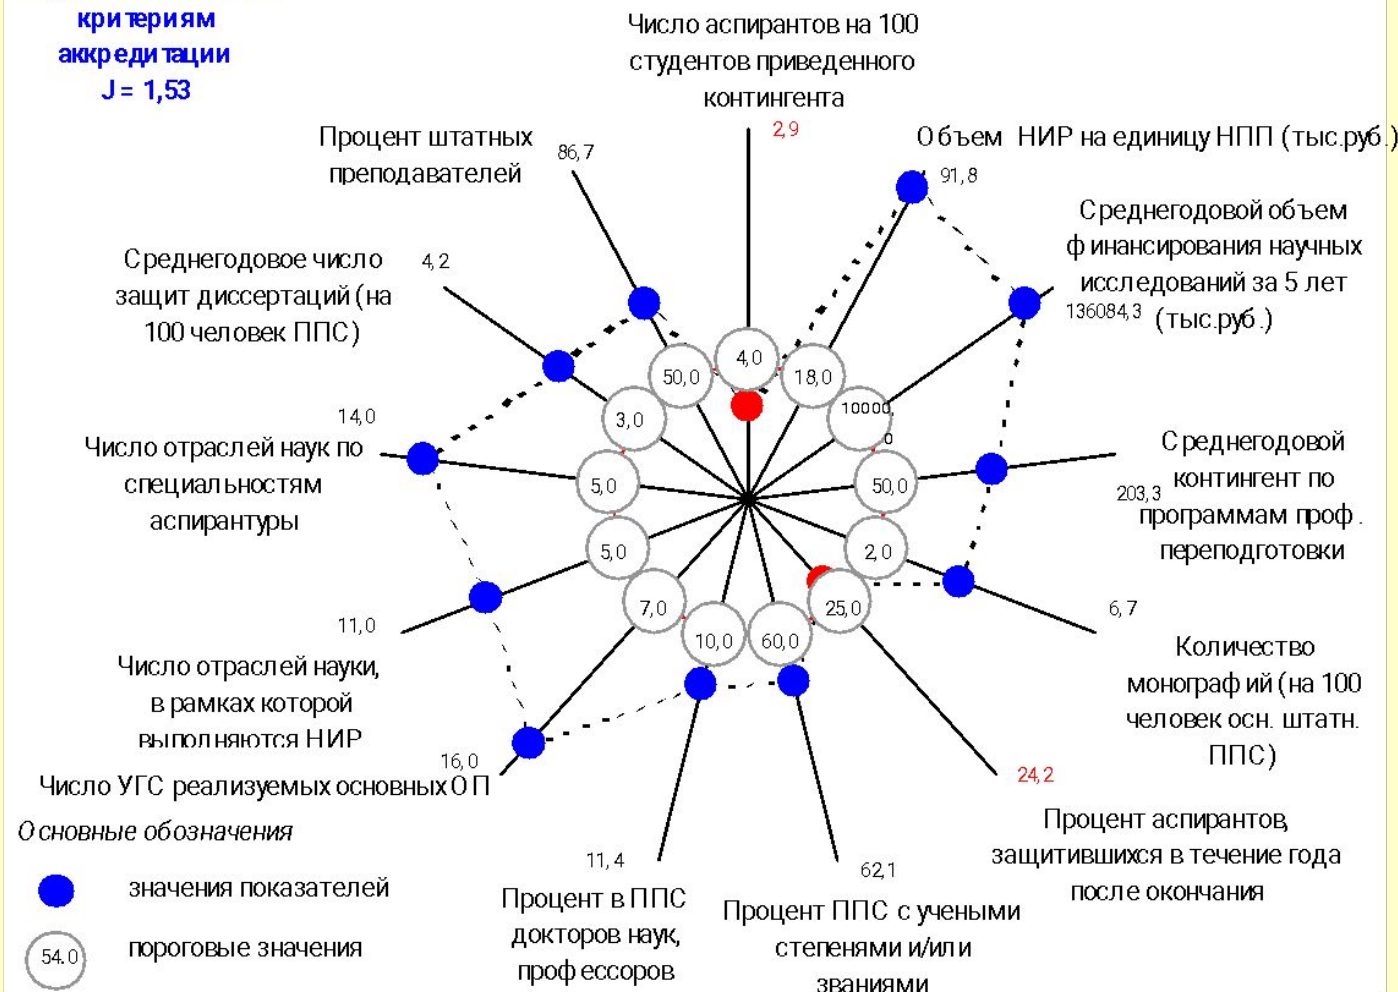 критериям
аккредитации
J = 1,53
Число аспирантов на 100
студентов приведенного
контингента
2,9
Объем НИР на единицу НПП (тыс.руб.)
91,8
Процент штатных
преподавателей
86,7
Среднегодовой объем
финансирования научных
исследований за 5 лет
(тыс.руб.)
136084,3
Среднегодовое число
защит диссертаций (на
100 человек ППС)
4,2
4,0
50,0
18,0
3,0
10000,
0
14,0
Число отраслей наук по
специальностям
аспирантуры
5,0
50,0
Среднегодовой
контингент по
программам проф.
переподготовки
203,3
5,0
2,0
7,0
10,0
60,0
25,0
11,0
Число отраслей науки,
в рамках которой
выполняются НИР
6,7
Количество
монографий (на 100
человек осн. штатн.
ППС)
16,0
Число УГС реализуемых основных ОП
24,2
Процент аспирантов,
защитившихся в течение года
после окончания
11,4
Процент в ППС
докторов наук,
профессоров
62,1
Процент ППС с учеными
степенями и/или
званиями
Основные обозначения
значения показателей
54.0
пороговые значения